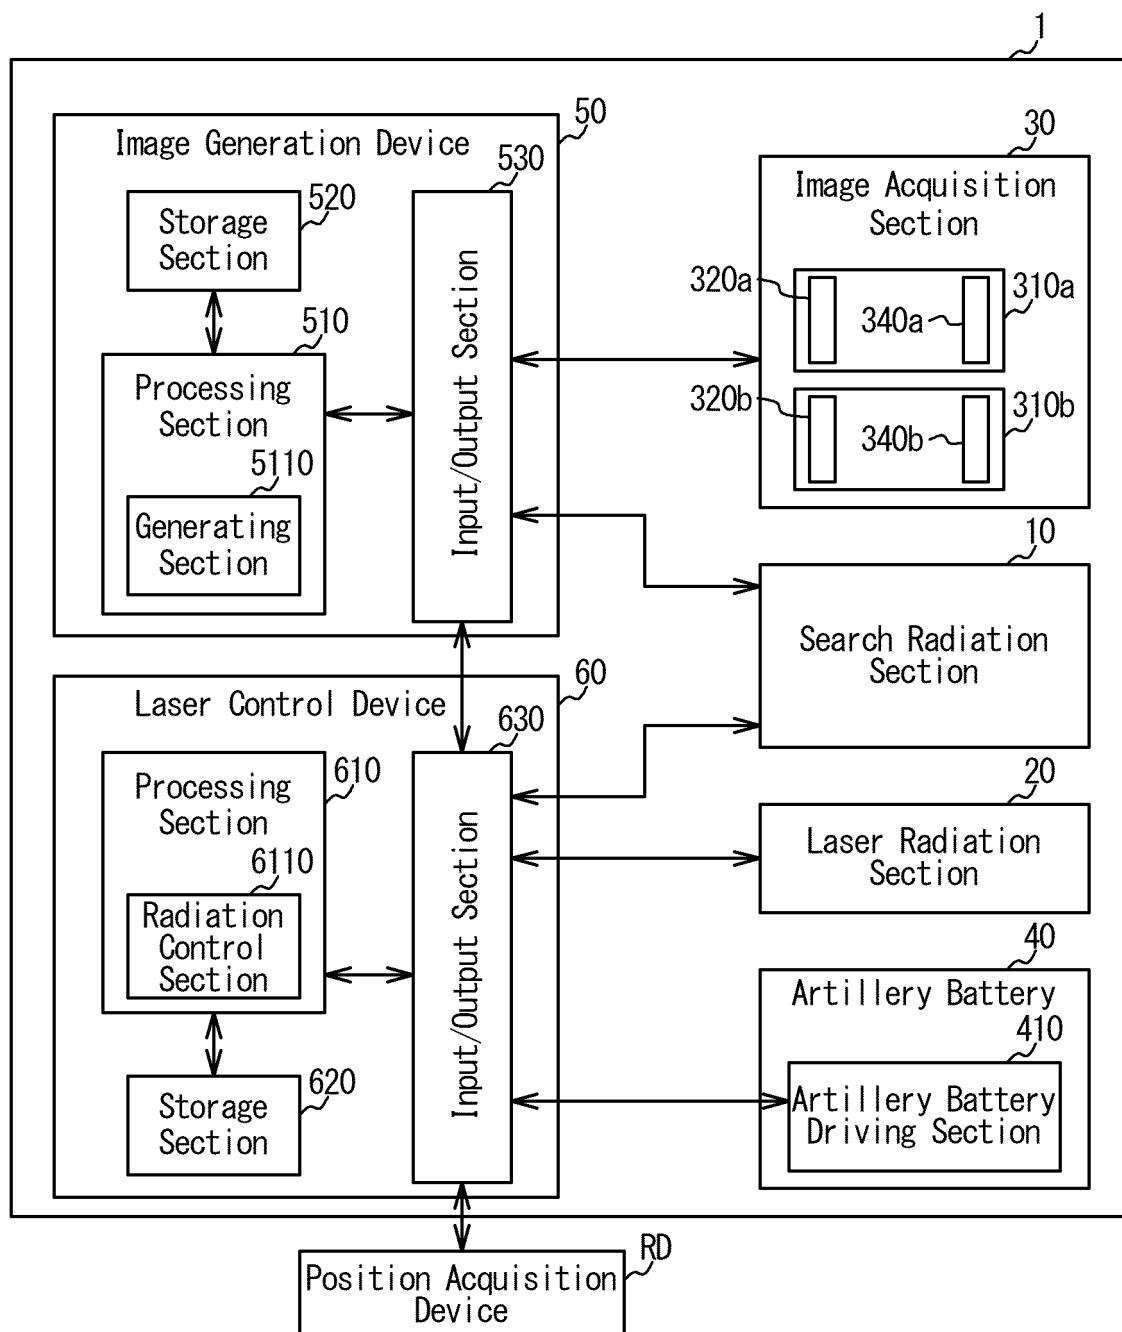 1
Image Generation Device
50
530
520
Storage
Section
510
Processing
Section
5110
Generating
Section
Input/Output Section
30
Image Acquisition
Section
320a
340a
310a
320b
340b
310b
10
Search Radiation
Section
Laser Control Device
60
630
Processing
Section
610
6110
Radiation
Control
Section
620
Storage
Section
Input/Output Section
20
Laser Radiation
Section
40
Artillery Battery
410
Artillery Battery
Driving Section
Position Acquisition
Device
RD